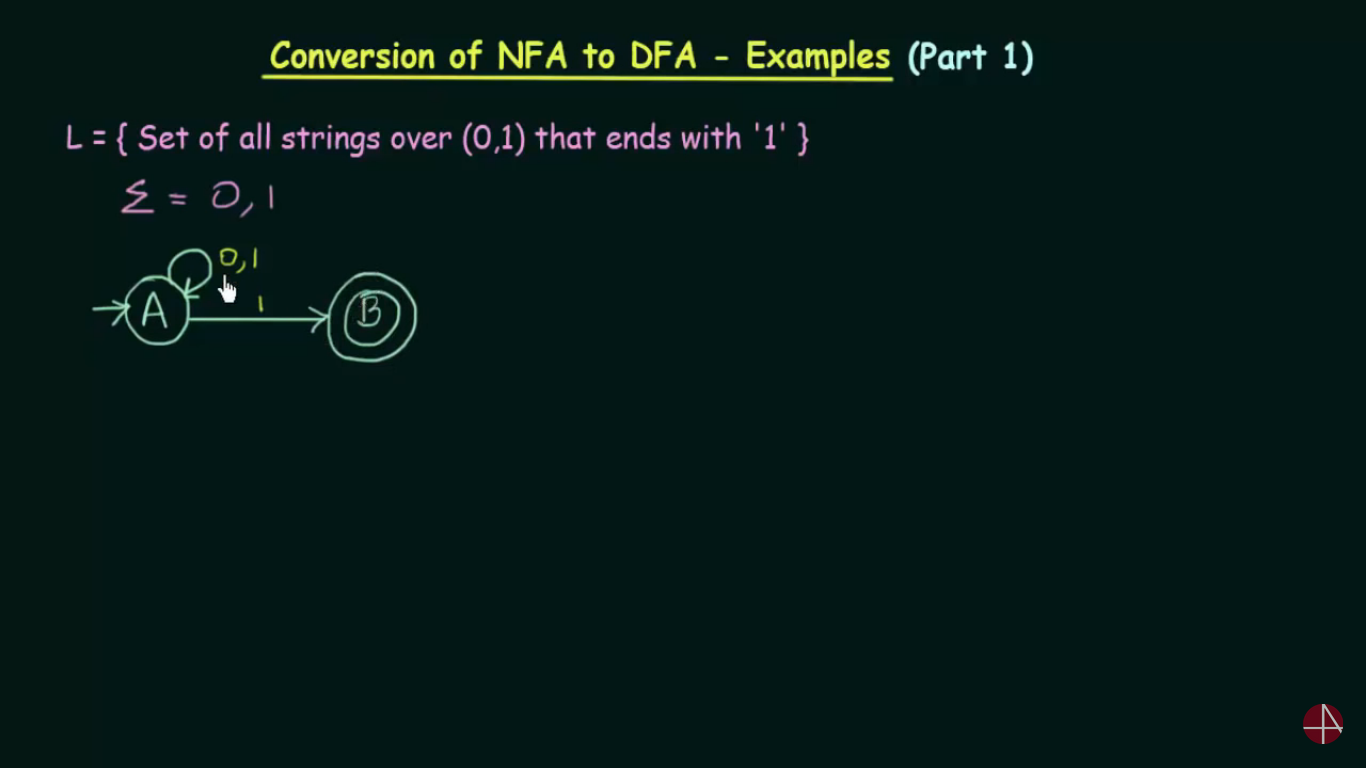 Conversion of NFA to DFA - Examples (Part 1)
L = { Set of all strings over (0,1) that ends with '1' }
Σ = 0, 1
0, 1
1
A
B